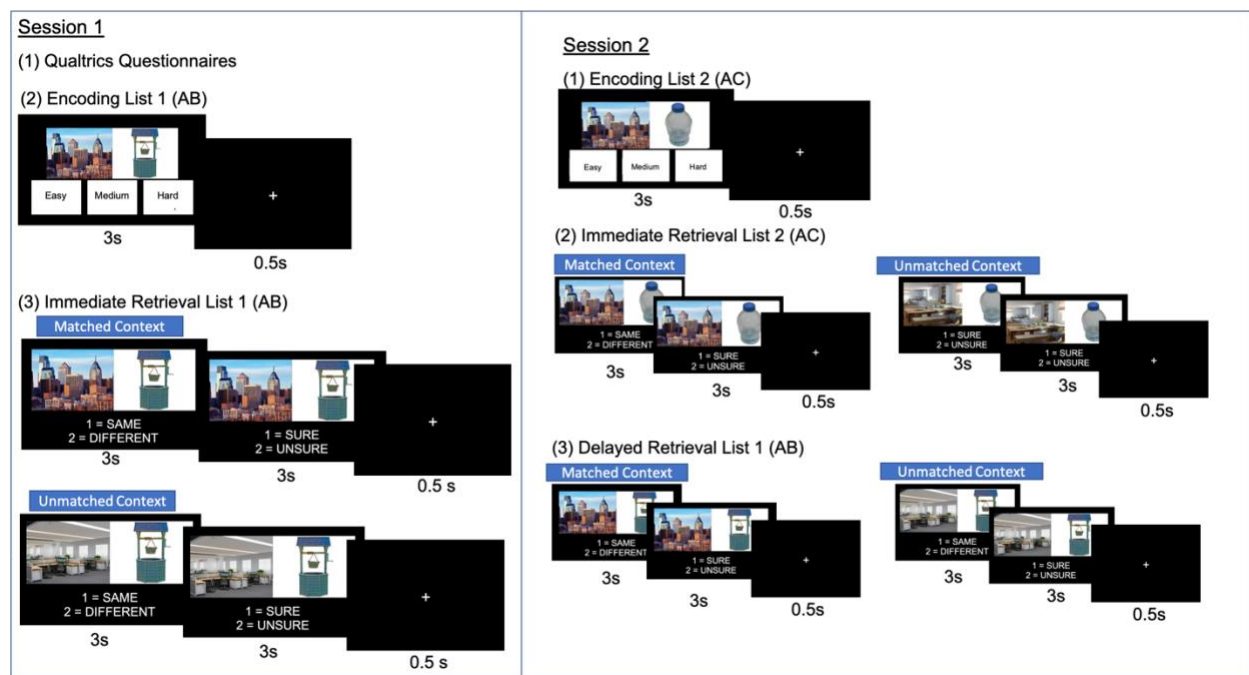 Session 1
(1) Qualtrics Questionnaires
(2) Encoding List 1 (AB)
Easy Medium Hard
3s
0.5s
(3) Immediate Retrieval List 1 (AB)
Matched Context
1 = SAME
2 = DIFFERENT
3s
1 = SURE
2 = UNSURE
3s
0.5 s
Unmatched Context
1 = SAME
2 = DIFFERENT
3s
1 = SURE
2 = UNSURE
3s
0.5 s
Session 2
(1) Encoding List 2 (AC)
Easy Medium Hard
3s
0.5s
(2) Immediate Retrieval List 2 (AC)
Matched Context
1 = SAME
2 = DIFFERENT
3s
1 = SURE
2 = UNSURE
3s
0.5s
Unmatched Context
1 = SURE
2 = UNSURE
3s
1 = SURE
2 = UNSURE
3s
0.5s
(3) Delayed Retrieval List 1 (AB)
Matched Context
1 = SAME
2 = DIFFERENT
3s
1 = SURE
2 = UNSURE
3s
0.5s
Unmatched Context
1 = SAME
2 = DIFFERENT
3s
1 = SURE
2 = UNSURE
3s
0.5s